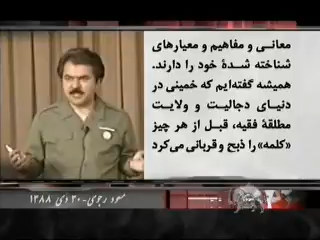 معانی و مفاهیم و معیارهای
شناخته شدهٔ خود را دارند.
همیشه گفته‌ایم که خمینی در
دنیای دجالیت و ولایت
مطلقهٔ فقیه، قبل از هر چیز
«کلمه» را ذبح و قربانی می‌کرد
مسعود رجوی-۳۰ دی ۱۳۸۸